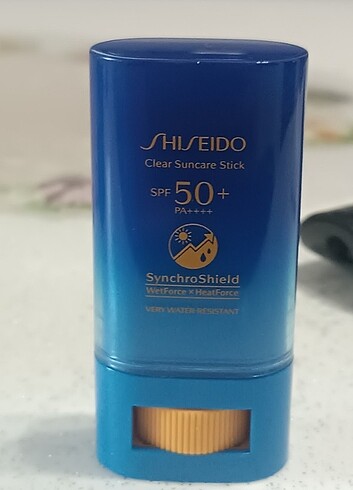 SHISEIDO
Clear Suncare Stick
SPF 50+
PA++++
SynchroShield
WetForce × HeatForce
VERY WATER-RESISTANT